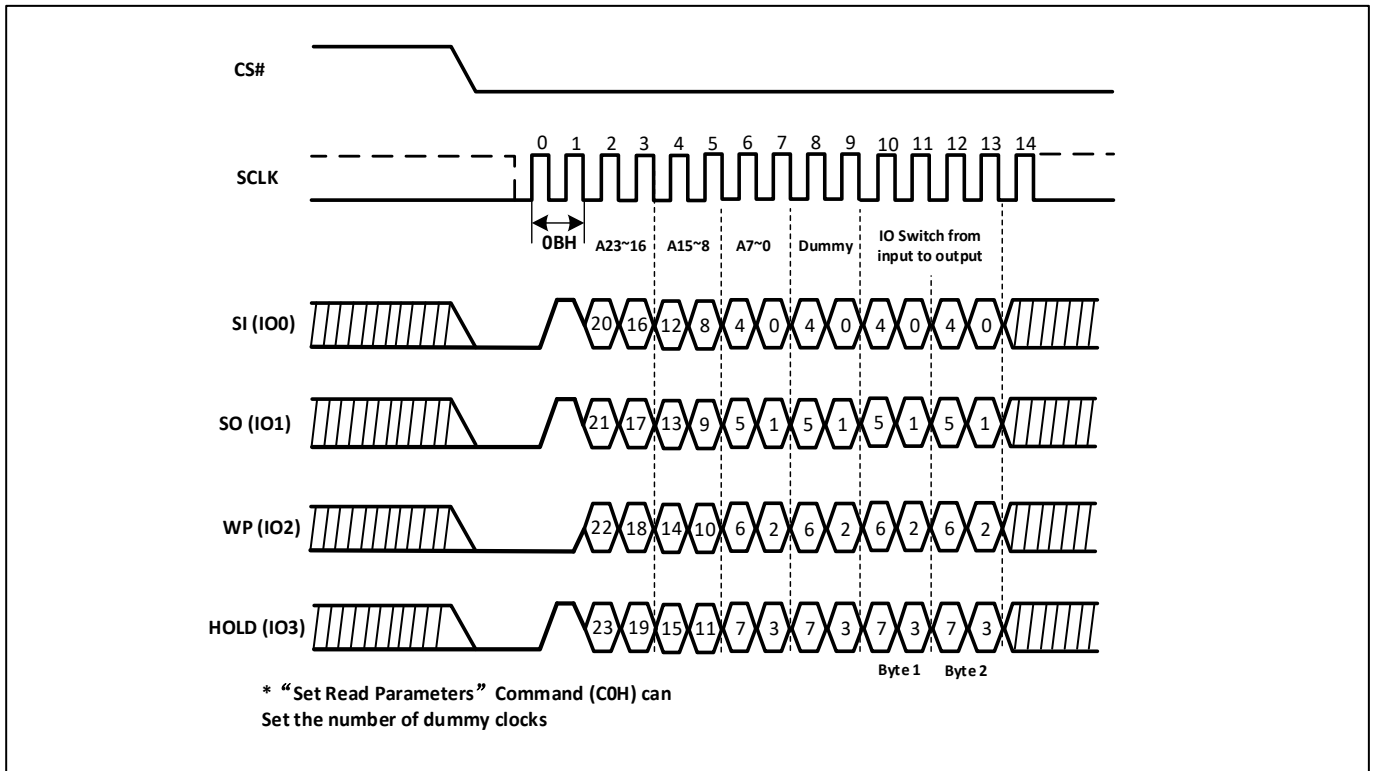 CS#
0 1 2 3 4 5 6 7 8 9 10 11 12 13 14
SCLK
0BH A23~16 A15~8 A7~0 Dummy IO Switch from
input to output
SI (IO0) 20 16 12 8 4 0 4 0 4 0 4 0
SO (IO1) 21 17 13 9 5 1 5 1 5 1 5 1
WP (IO2) 22 18 14 10 6 2 6 2 6 2 6 2
HOLD (IO3) 23 19 15 11 7 3 7 3 7 3 7 3
Byte 1 Byte 2
* “Set Read Parameters” Command (C0H) can
Set the number of dummy clocks